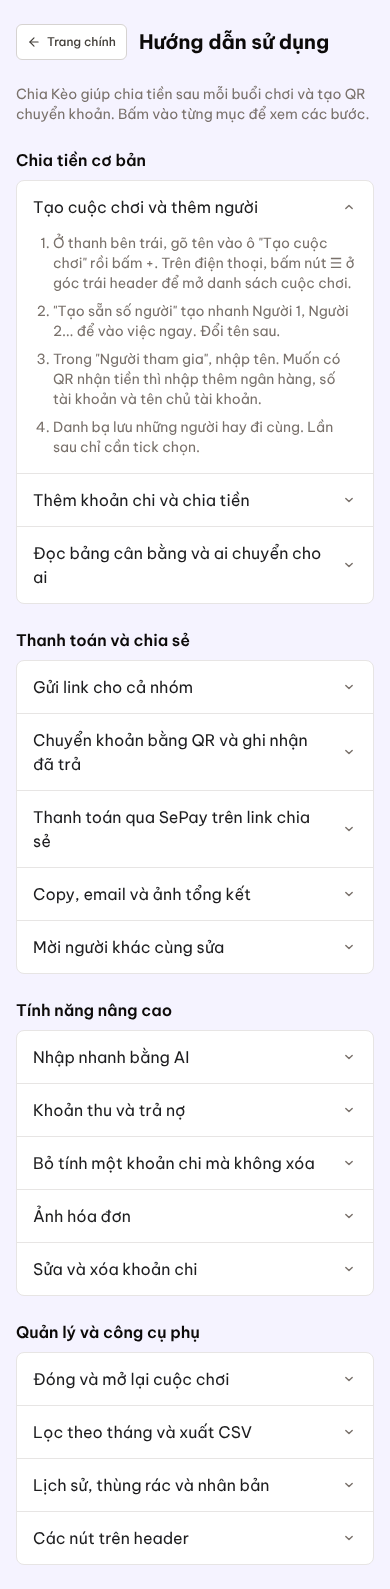 ← Trang chính
Hướng dẫn sử dụng
Chia Kèo giúp chia tiền sau mỗi buổi chơi và tạo QR
chuyển khoản. Bấm vào từng mục để xem các bước.
Chia tiền cơ bản
Tạo cuộc chơi và thêm người
1. Ở thanh bên trái, gõ tên vào ô "Tạo cuộc
chơi" rồi bấm +. Trên điện thoại, bấm nút ☰ ở
góc trái header để mở danh sách cuộc chơi.
2. "Tạo sẵn số người" tạo nhanh Người 1, Người
2... để vào việc ngay. Đổi tên sau.
3. Trong "Người tham gia", nhập tên. Muốn có
QR nhận tiền thì nhập thêm ngân hàng, số
tài khoản và tên chủ tài khoản.
4. Danh bạ lưu những người hay đi cùng. Lần
sau chỉ cần tick chọn.
Thêm khoản chi và chia tiền
Đọc bảng cân bằng và ai chuyển cho
ai
Thanh toán và chia sẻ
Gửi link cho cả nhóm
Chuyển khoản bằng QR và ghi nhận
đã trả
Thanh toán qua SePay trên link chia
sẻ
Copy, email và ảnh tổng kết
Mời người khác cùng sửa
Tính năng nâng cao
Nhập nhanh bằng AI
Khoản thu và trả nợ
Bỏ tính một khoản chi mà không xóa
Ảnh hóa đơn
Sửa và xóa khoản chi
Quản lý và công cụ phụ
Đóng và mở lại cuộc chơi
Lọc theo tháng và xuất CSV
Lịch sử, thùng rác và nhân bản
Các nút trên header